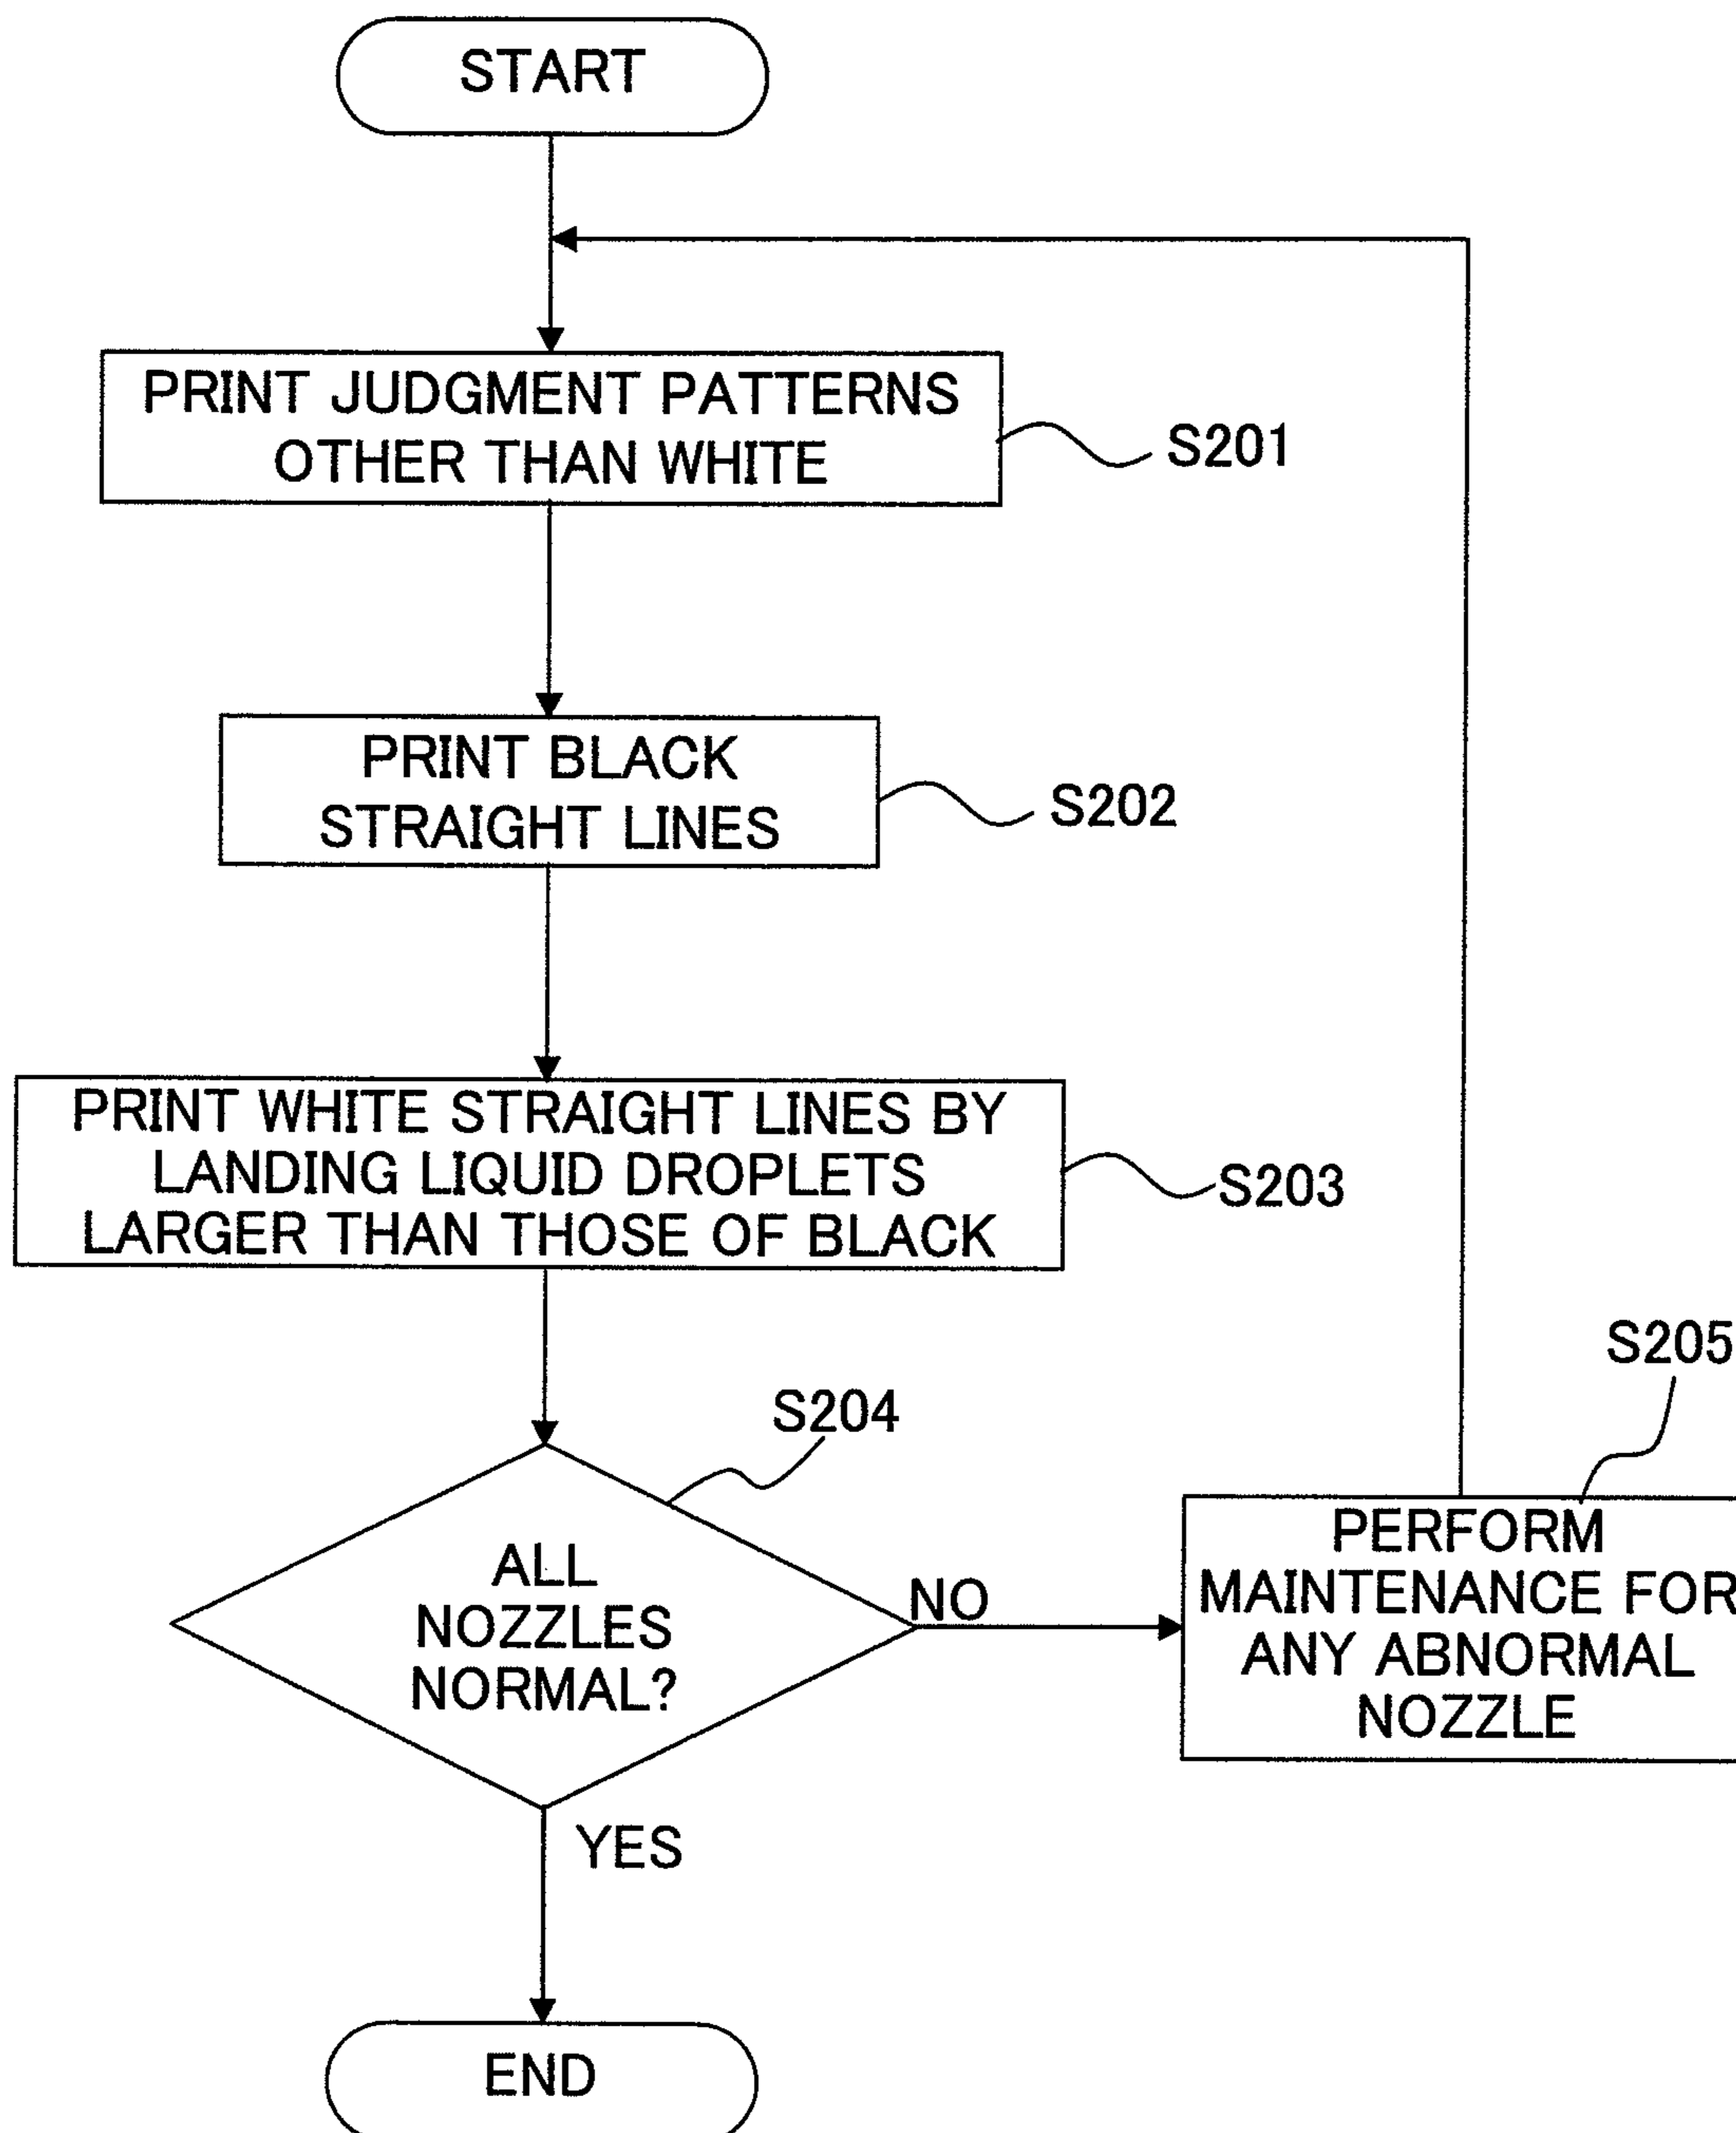 START
PRINT JUDGMENT PATTERNS
OTHER THAN WHITE
S201
PRINT BLACK
STRAIGHT LINES
S202
PRINT WHITE STRAIGHT LINES BY
LANDING LIQUID DROPLETS
LARGER THAN THOSE OF BLACK
S203
S204
ALL
NOZZLES
NORMAL?
NO
S205
PERFORM
MAINTENANCE FOR
ANY ABNORMAL
NOZZLE
YES
END